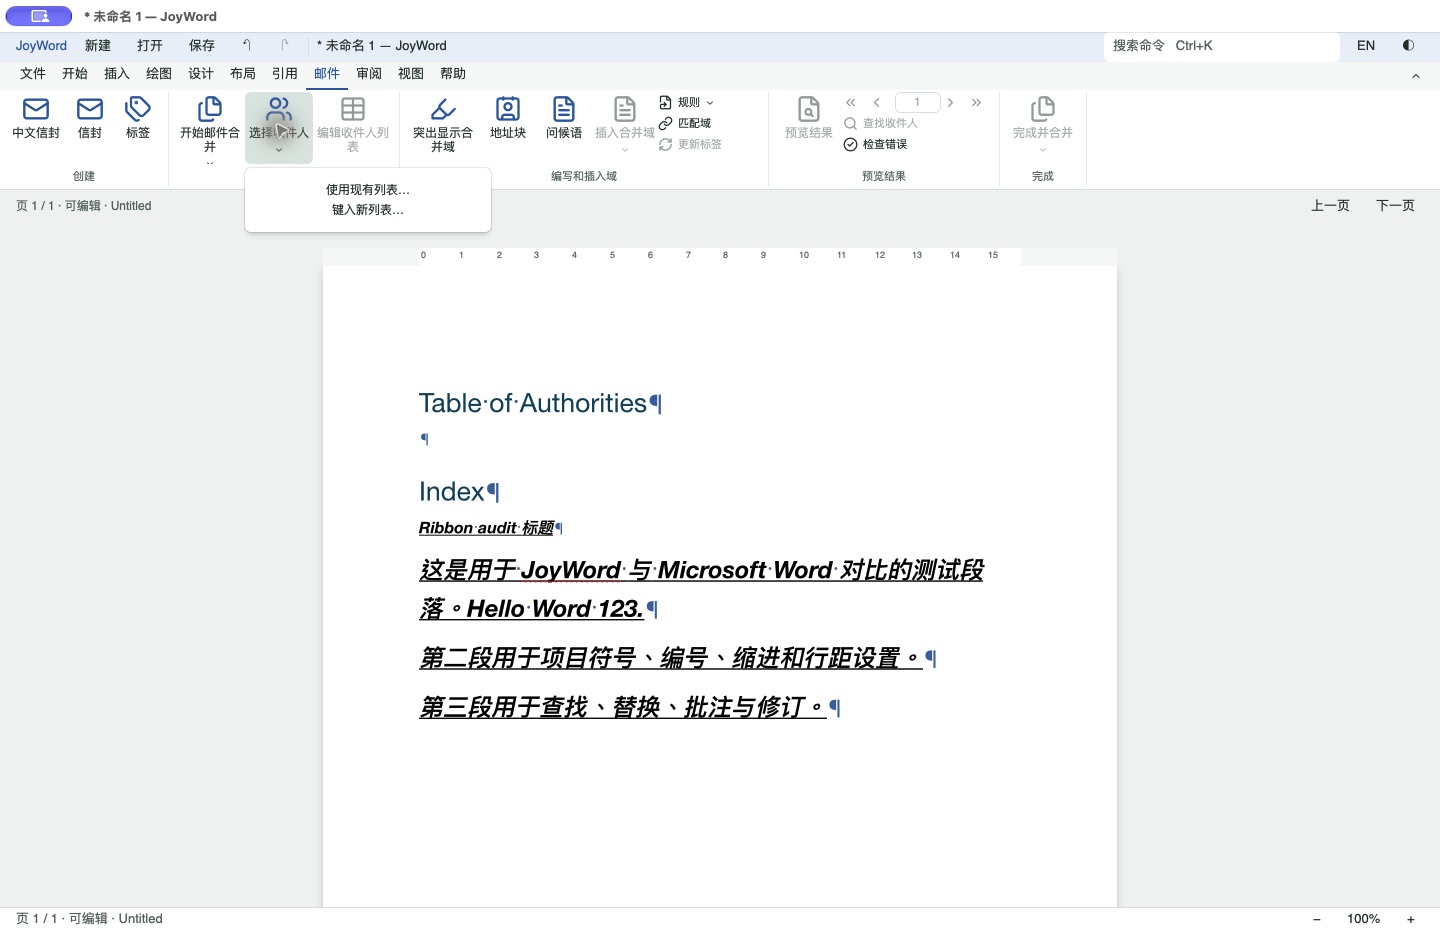 * 未命名 1 — JoyWord
JoyWord 新建 打开 保存 * 未命名 1 — JoyWord 搜索命令 Ctrl+K EN
文件 开始 插入 绘图 设计 布局 引用 邮件 审阅 视图 帮助
中文信封 信封 标签 开始邮件合并 选择收件人 编辑收件人列表 突出显示合并域 地址块 问候语 插入合并域 规则 匹配域 更新标签 预览结果 1 查找收件人 检查错误 完成并合并
创建 编写和插入域 预览结果 完成
使用现有列表...
键入新列表...
页 1 / 1 · 可编辑 · Untitled 上一页 下一页
0 1 2 3 4 5 6 7 8 9 10 11 12 13 14 15
Table·of·Authorities¶
¶
Index¶
Ribbon·audit·标题¶
这是用于·JoyWord·与·Microsoft·Word·对比的测试段
落。Hello·Word·123.¶
第二段用于项目符号、编号、缩进和行距设置。¶
第三段用于查找、替换、批注与修订。¶
页 1 / 1 · 可编辑 · Untitled − 100% +